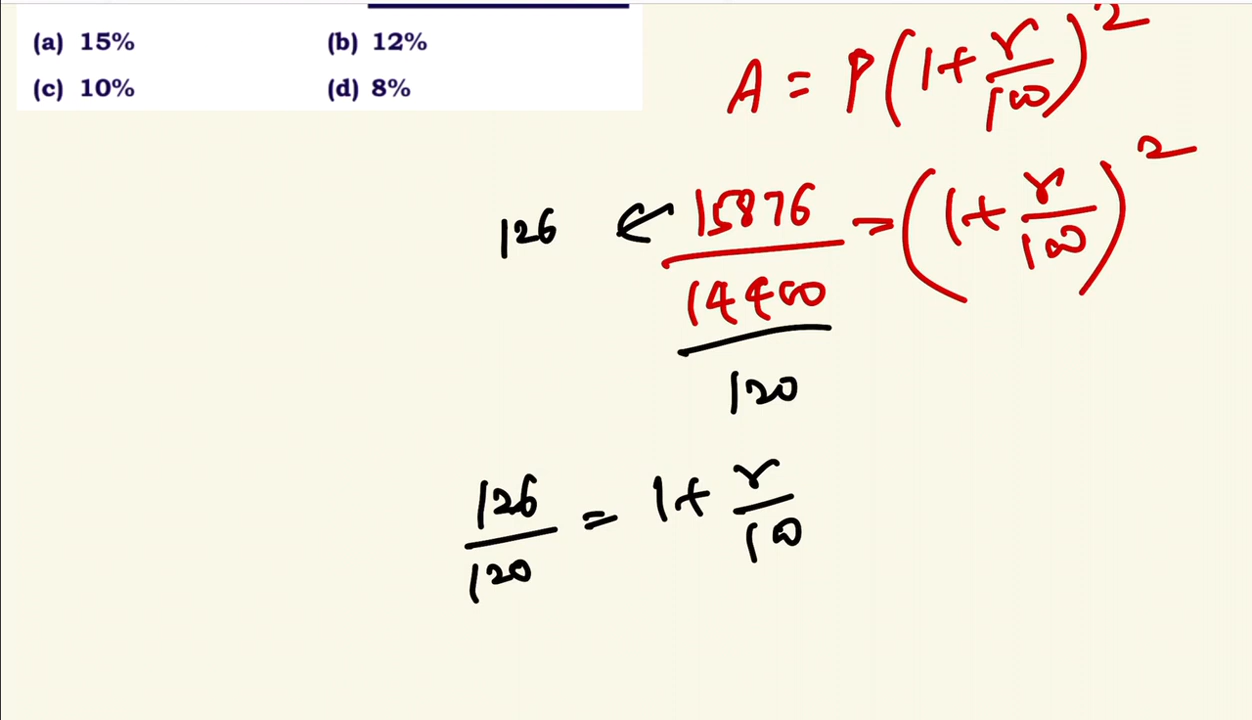 (a) 15% (b) 12%
(c) 10% (d) 8%
A = P(1+r/100)^2
126 ← 15876/14400 = (1+r/100)^2
120
126/120 = 1+r/100